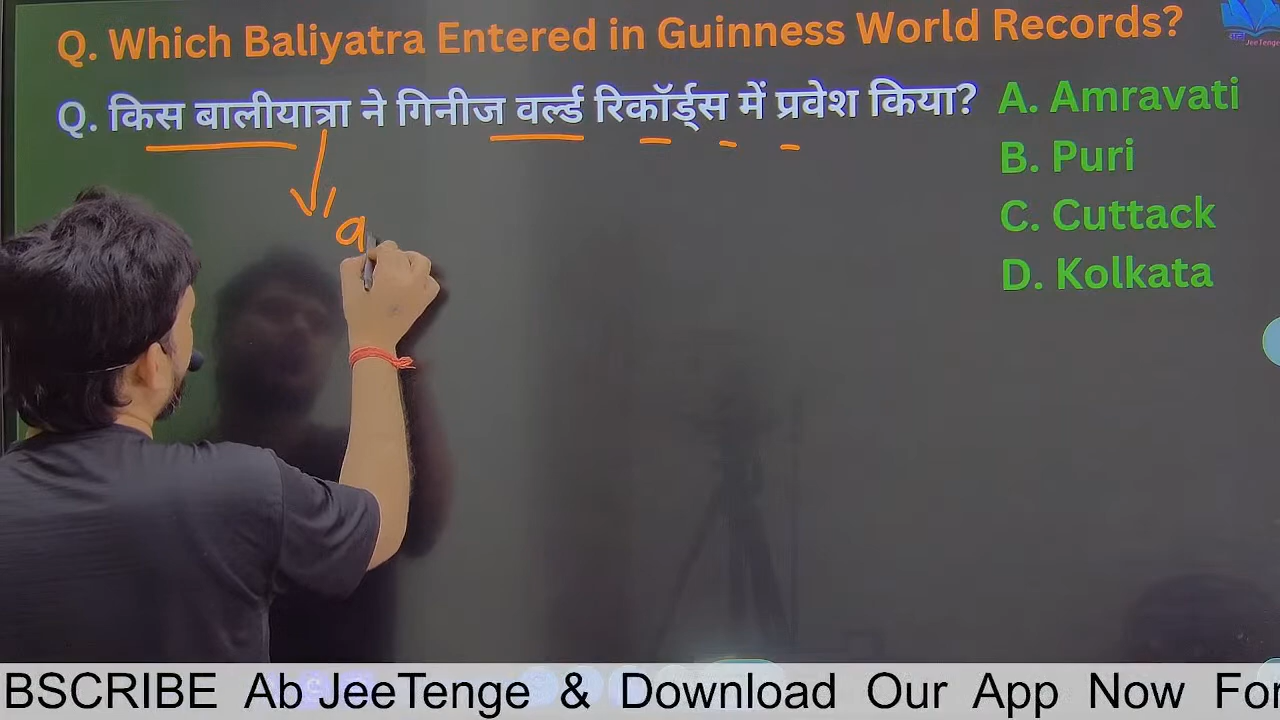 Q. Which Baliyatra Entered in Guinness World Records?
Q. किस बालीयात्रा ने गिनीज वर्ल्ड रिकॉर्ड्स में प्रवेश किया?
A. Amravati
B. Puri
C. Cuttack
D. Kolkata
JeeTenge
BSCRIBE Ab JeeTenge & Download Our App Now For